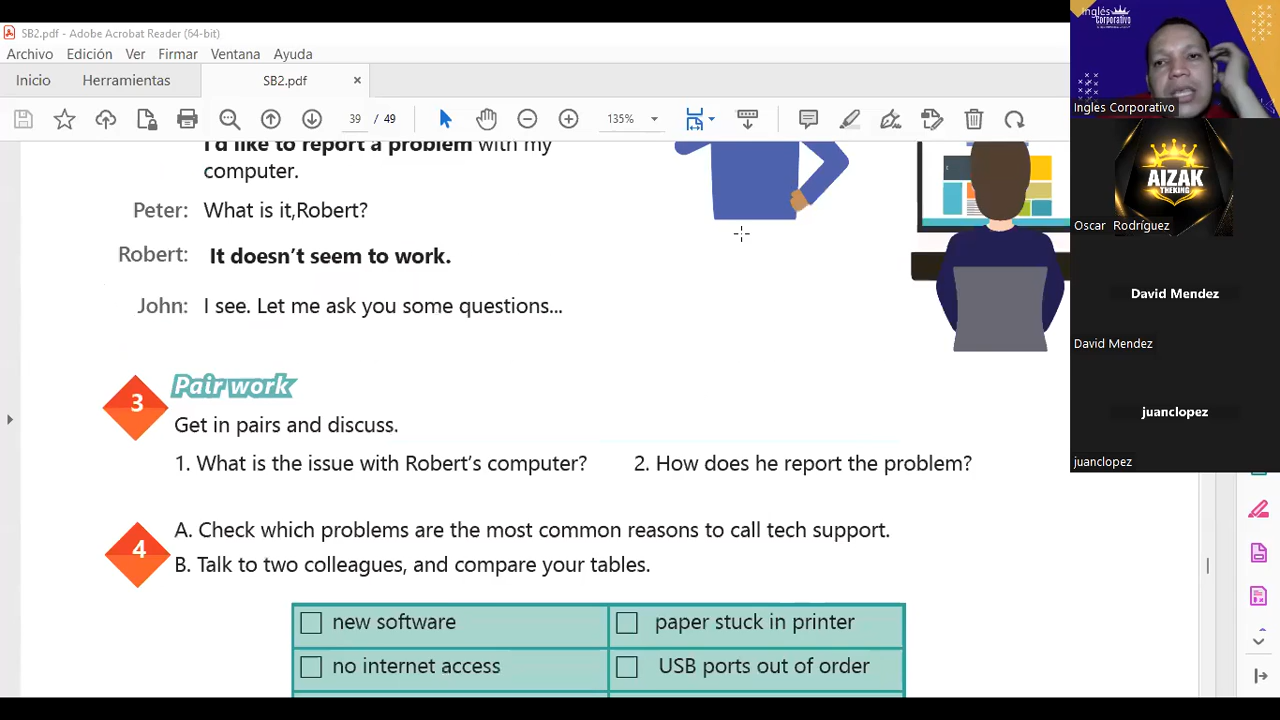 SB2.pdf - Adobe Acrobat Reader (64-bit)
Archivo Edición Ver Firmar Ventana Ayuda
Inicio Herramientas SB2.pdf ×
39 / 49 135%
I'd like to report a problem with my
computer.
Peter: What is it,Robert?
Robert: It doesn't seem to work.
John: I see. Let me ask you some questions...
3 Pair work
Get in pairs and discuss.
1. What is the issue with Robert's computer? 2. How does he report the problem?
4 A. Check which problems are the most common reasons to call tech support.
B. Talk to two colleagues, and compare your tables.
new software paper stuck in printer
no internet access USB ports out of order
Inglés
Corporativo
Ingles Corporativo
AIZAK
THEKING
Oscar Rodríguez
David Mendez
David Mendez
juanclopez
juanclopez